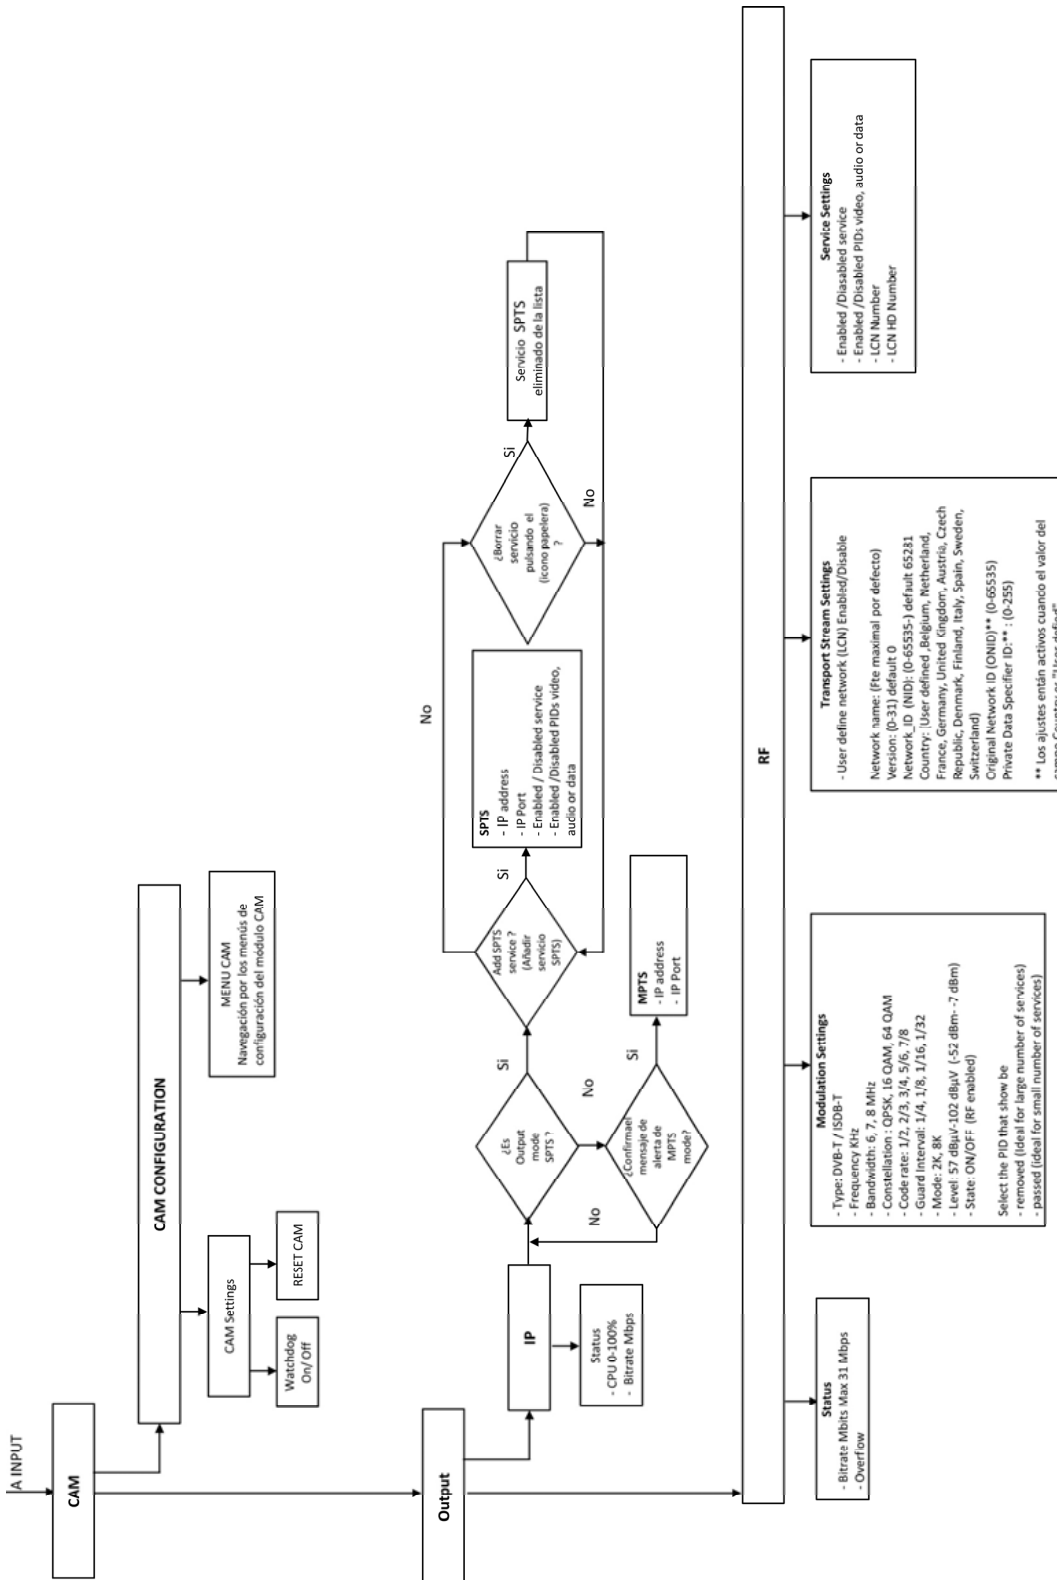 A INPUT
CAM
CAM CONFIGURATION
CAM Settings
Watchdog
On/ Off
RESET CAM
MENU CAM
Navegación por los menús de
configuración del módulo CAM
Output
IP
Status
- CPU 0-100%
- Bitrate Mbps
¿Es
Output
mode
SPTS ?
Si
No
¿Confirmael
mensaje de
alerta de
MPTS
mode?
No
Si
MPTS
- IP address
- IP Port
Add SPTS
service ?
(Añadir
servicio
SPTS)
Si
No
SPTS
- IP address
- IP Port
- Enabled / Disabled service
- Enabled /Disabled PIDs video,
audio or data
¿Borrar
servicio
pulsando el
(icono papelera)
?
Si
No
Servicio SPTS
eliminado de la lista
RF
Status
- Bitrate Mbits Max 31 Mbps
- Overflow
Modulation Settings
- Type: DVB-T / ISDB-T
- Frequency KHz
- Bandwidth: 6, 7, 8 MHz
- Constellation : QPSK, 16 QAM, 64 QAM
- Code rate: 1/2, 2/3, 3/4, 5/6, 7/8
- Guard Interval: 1/4, 1/8, 1/16, 1/32
- Mode: 2K, 8K
- Level: 57 dBµV-102 dBµV (-52 dBm- -7 dBm)
- State: ON/OFF (RF enabled)
Select the PID that show be
- removed (Ideal for large number of services)
- passed (ideal for small number of services)
Transport Stream Settings
- User define network (LCN) Enabled/Disable
Network name: (Fte maximal por defecto)
Version: (0-31) default 0
Network_ID (NID): (0-65535-) default 65281
Country: [User defined ,Belgium, Netherland,
France, Germany, United Kingdom, Austria, Czech
Republic, Denmark, Finland, Italy, Spain, Sweden,
Switzerland)
Original Network ID (ONID)** (0-65535)
Private Data Specifier ID:** : (0-255)
** Los ajustes están activos cuando el valor del
Service Settings
- Enabled /Diasabled service
- Enabled /Disabled PIDs video, audio or data
- LCN Number
- LCN HD Number